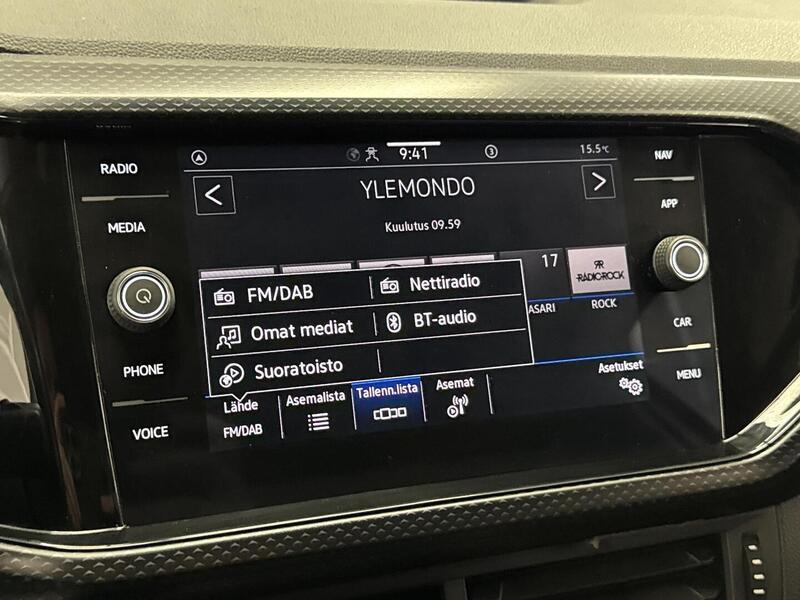 RADIO
MEDIA
PHONE
VOICE
9:41
3
15.5°C
YLEMONDO
Kuulutus 09.59
17
RADIO ROCK
ASARI
ROCK
FM/DAB
Nettiradio
Omat mediat
BT-audio
Suoratoisto
Lähde
FM/DAB
Asemalista
Tallenn.lista
Asemat
Asetukset
NAV
APP
CAR
MENU